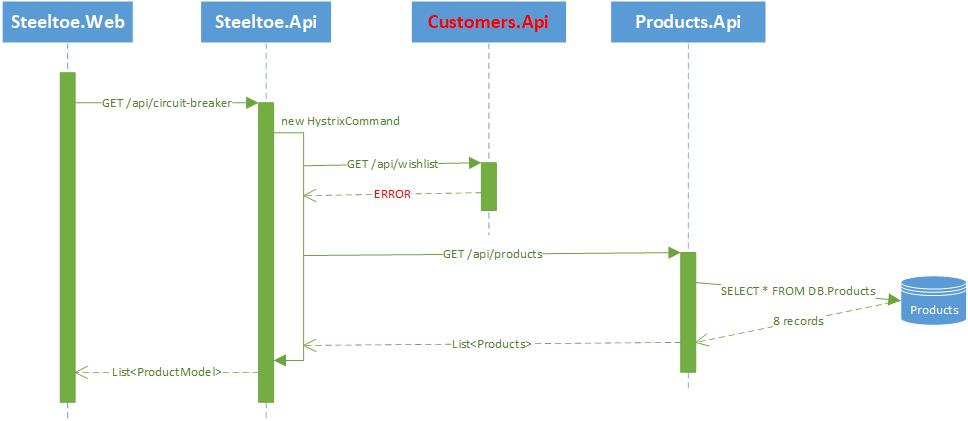 Steeltoe.Web
Steeltoe.Api
Customers.Api
Products.Api
GET /api/circuit-breaker
new HystrixCommand
GET /api/wishlist
ERROR
GET /api/products
SELECT * FROM DB.Products
Products
8 records
List<Products>
List<ProductModel>